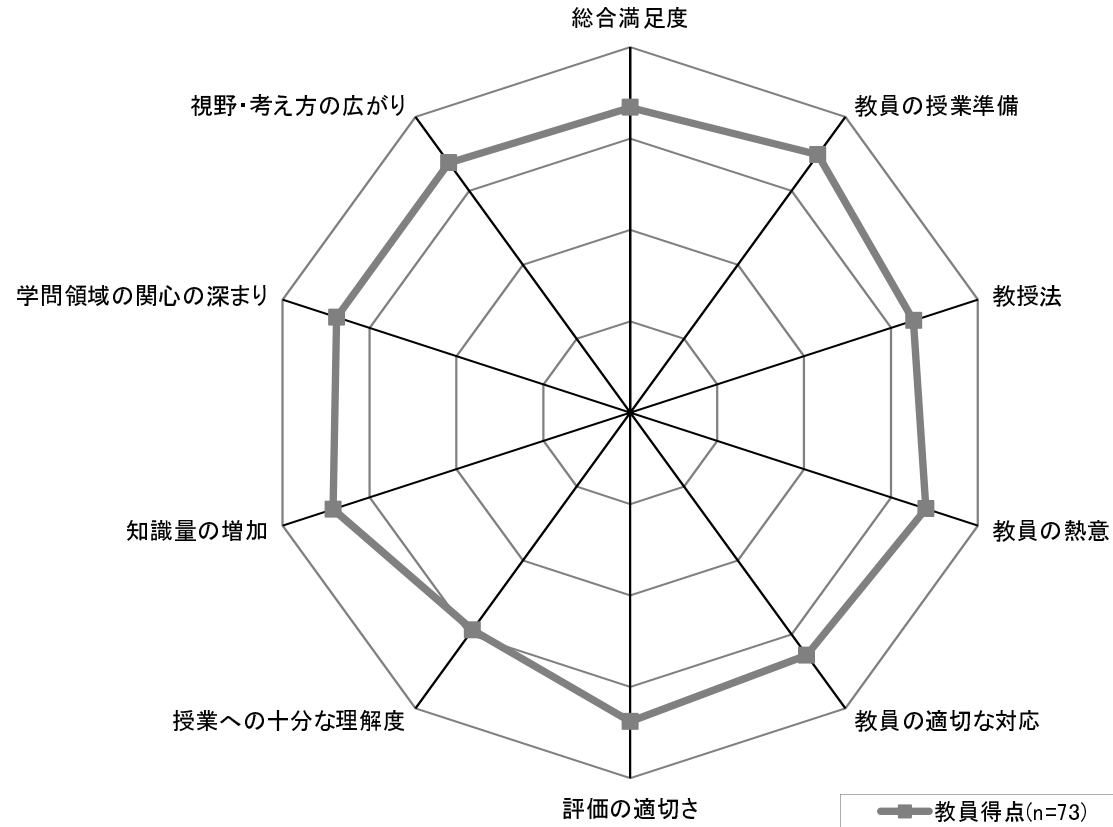 総合満足度
視野・考え方の広がり
教員の授業準備
学問領域の関心の深まり
教授法
知識量の増加
教員の熱意
授業への十分な理解度
教員の適切な対応
評価の適切さ
教員得点(n=73)